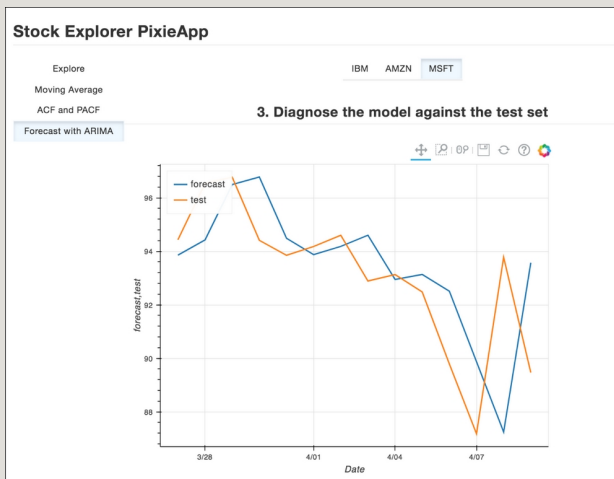 Stock Explorer PixieApp
Explore
Moving Average
ACF and PACF
Forecast with ARIMA
IBM AMZN MSFT
3. Diagnose the model against the test set
forecast
test
96
94
92
90
88
forecast,test
3/28 4/01 4/04 4/07
Date